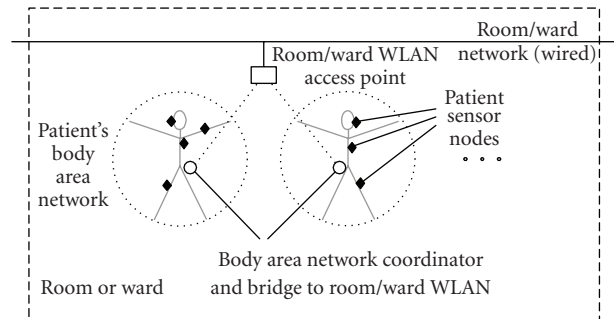 Room/ward
network (wired)
Room/ward WLAN
access point
Patient's
body
area
network
Patient
sensor
nodes
Body area network coordinator
and bridge to room/ward WLAN
Room or ward